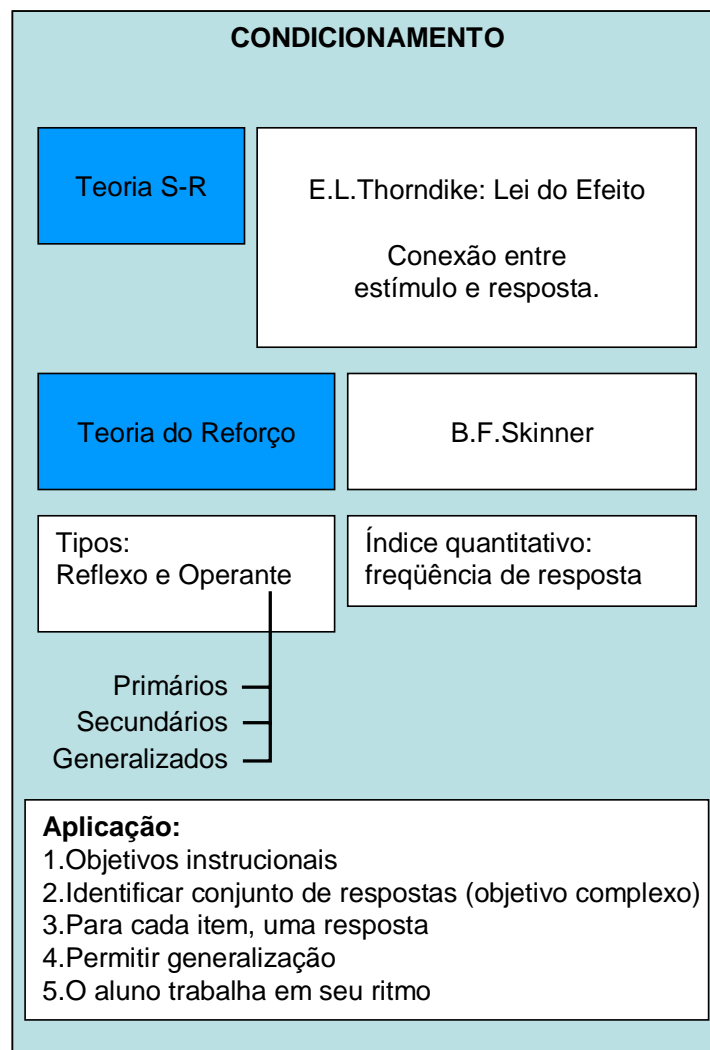 CONDICIONAMENTO
Teoria S-R
E.L.Thorndike: Lei do Efeito
Conexão entre
estímulo e resposta.
Teoria do Reforço
B.F.Skinner
Tipos:
Reflexo e Operante
Índice quantitativo:
freqüência de resposta
Primários
Secundários
Generalizados
Aplicação:
1.Objetivos instrucionais
2.Identificar conjunto de respostas (objetivo complexo)
3.Para cada item, uma resposta
4.Permitir generalização
5.O aluno trabalha em seu ritmo